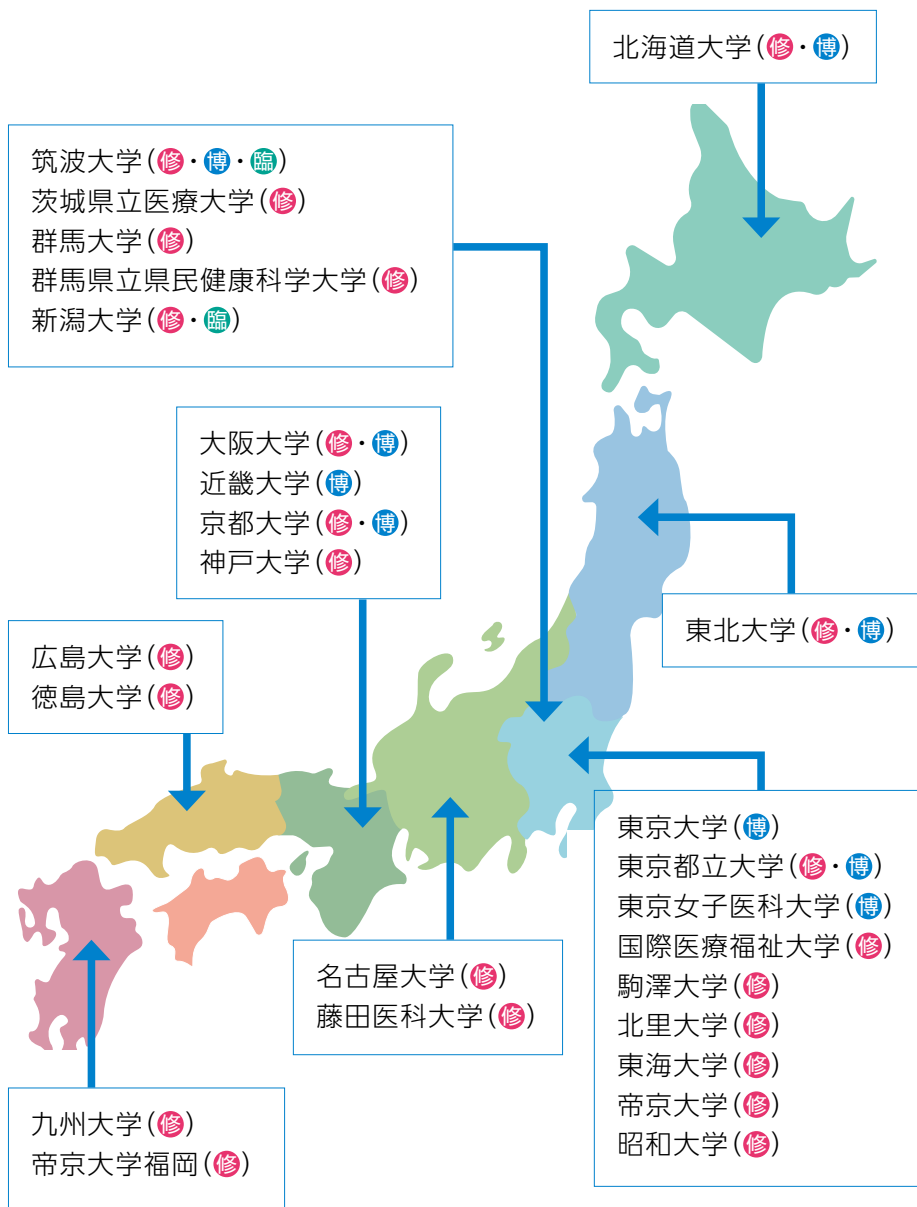 北海道大学(修・博)
筑波大学(修・博・臨)
茨城県立医療大学(修)
群馬大学(修)
群馬県立県民健康科学大学(修)
新潟大学(修・臨)
大阪大学(修・博)
近畿大学(博)
京都大学(修・博)
神戸大学(修)
東北大学(修・博)
広島大学(修)
徳島大学(修)
東京大学(博)
東京都立大学(修・博)
東京女子医科大学(博)
国際医療福祉大学(修)
駒澤大学(修)
北里大学(修)
東海大学(修)
帝京大学(修)
昭和大学(修)
名古屋大学(修)
藤田医科大学(修)
九州大学(修)
帝京大学福岡(修)